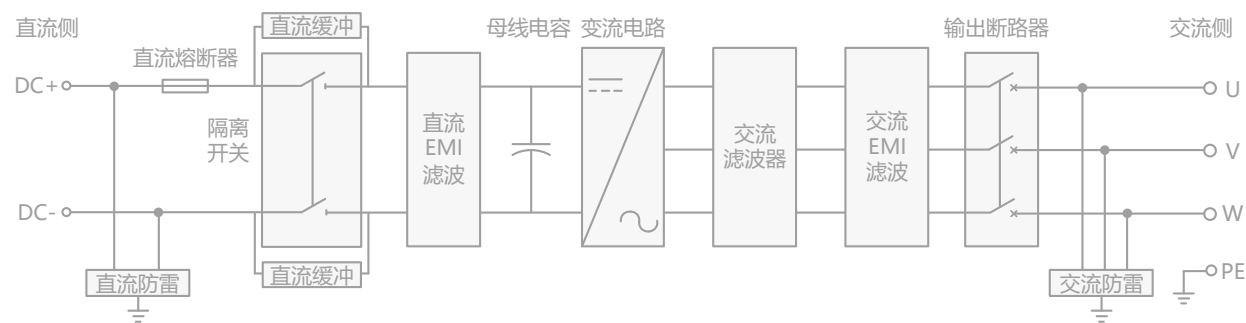 直流侧
直流缓冲
母线电容
变流电路
输出断路器
交流侧
直流熔断器
DC+
U
隔离
开关
直流
EMI
滤波
交流
滤波器
交流
EMI
滤波
V
DC-
W
直流防雷
直流缓冲
交流防雷
PE